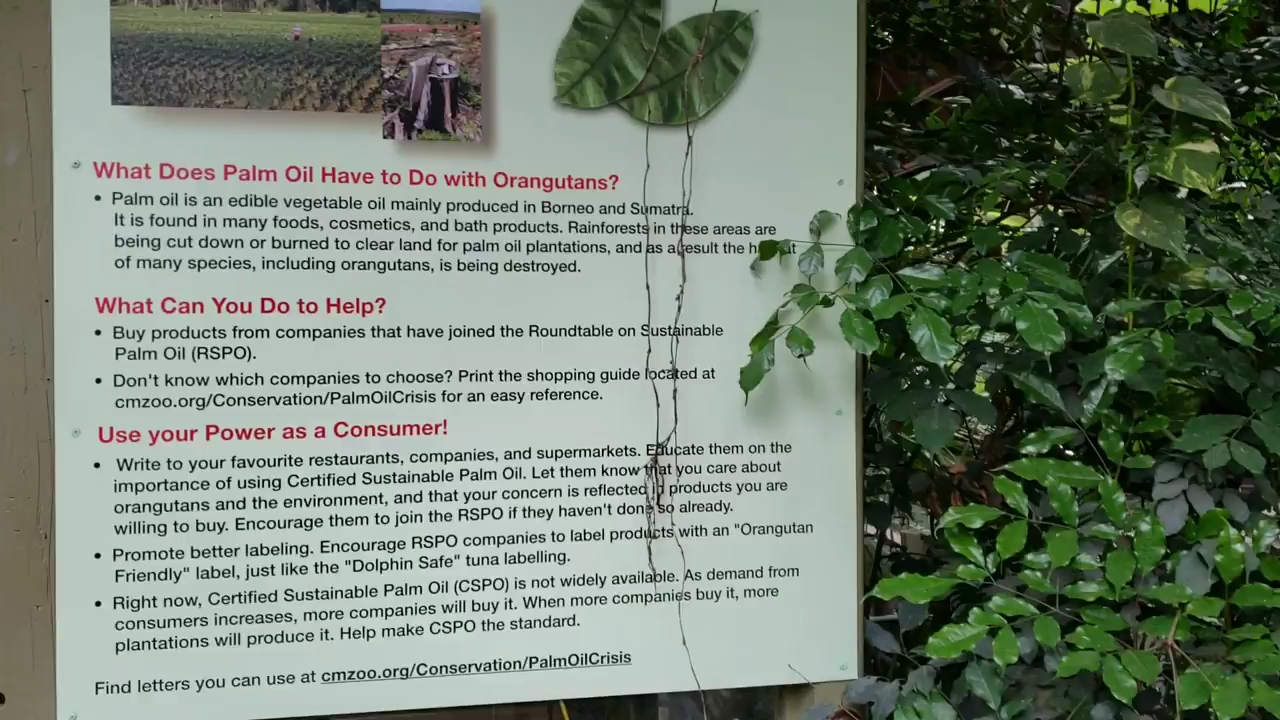 What Does Palm Oil Have to Do with Orangutans?
• Palm oil is an edible vegetable oil mainly produced in Borneo and Sumatra.
It is found in many foods, cosmetics, and bath products. Rainforests in these areas are
being cut down or burned to clear land for palm oil plantations, and as a result the habitat
of many species, including orangutans, is being destroyed.
What Can You Do to Help?
• Buy products from companies that have joined the Roundtable on Sustainable
Palm Oil (RSPO).
• Don't know which companies to choose? Print the shopping guide located at
cmzoo.org/Conservation/PalmOilCrisis for an easy reference.
Use your Power as a Consumer!
• Write to your favourite restaurants, companies, and supermarkets. Educate them on the
importance of using Certified Sustainable Palm Oil. Let them know that you care about
orangutans and the environment, and that your concern is reflected in products you are
willing to buy. Encourage them to join the RSPO if they haven't done so already.
• Promote better labeling. Encourage RSPO companies to label products with an "Orangutan
Friendly" label, just like the "Dolphin Safe" tuna labelling.
• Right now, Certified Sustainable Palm Oil (CSPO) is not widely available. As demand from
consumers increases, more companies will buy it. When more companies buy it, more
plantations will produce it. Help make CSPO the standard.
Find letters you can use at cmzoo.org/Conservation/PalmOilCrisis